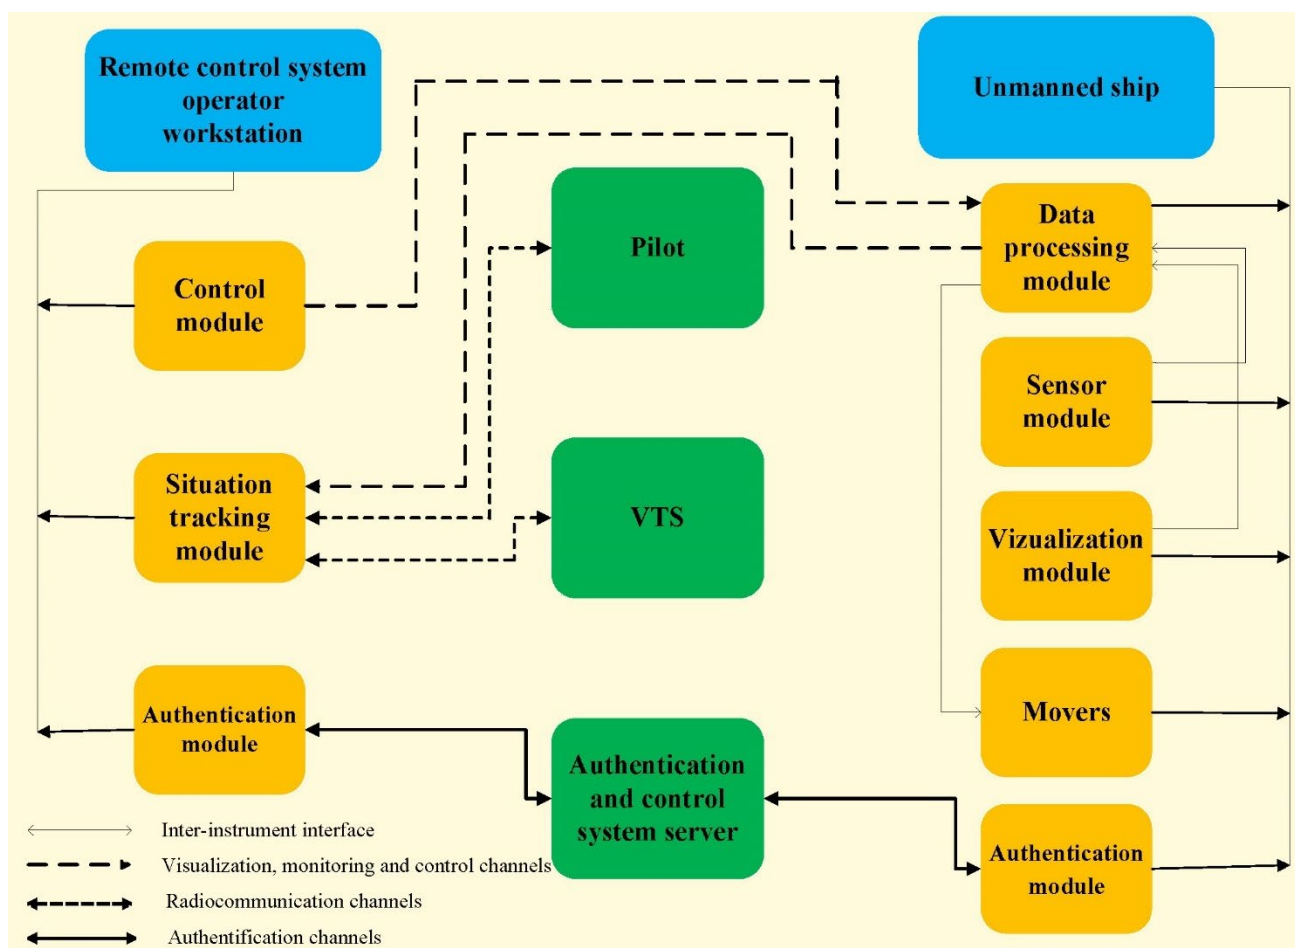 Remote control system
operator
workstation
Unmanned ship
Pilot
Data
processing
module
Control
module
Sensor
module
Situation
tracking
module
VTS
Vizualization
module
Authentication
module
Movers
Authentication
and control
system server
Authentication
module
Inter-instrument interface
Visualization, monitoring and control channels
Radiocommunication channels
Authentification channels